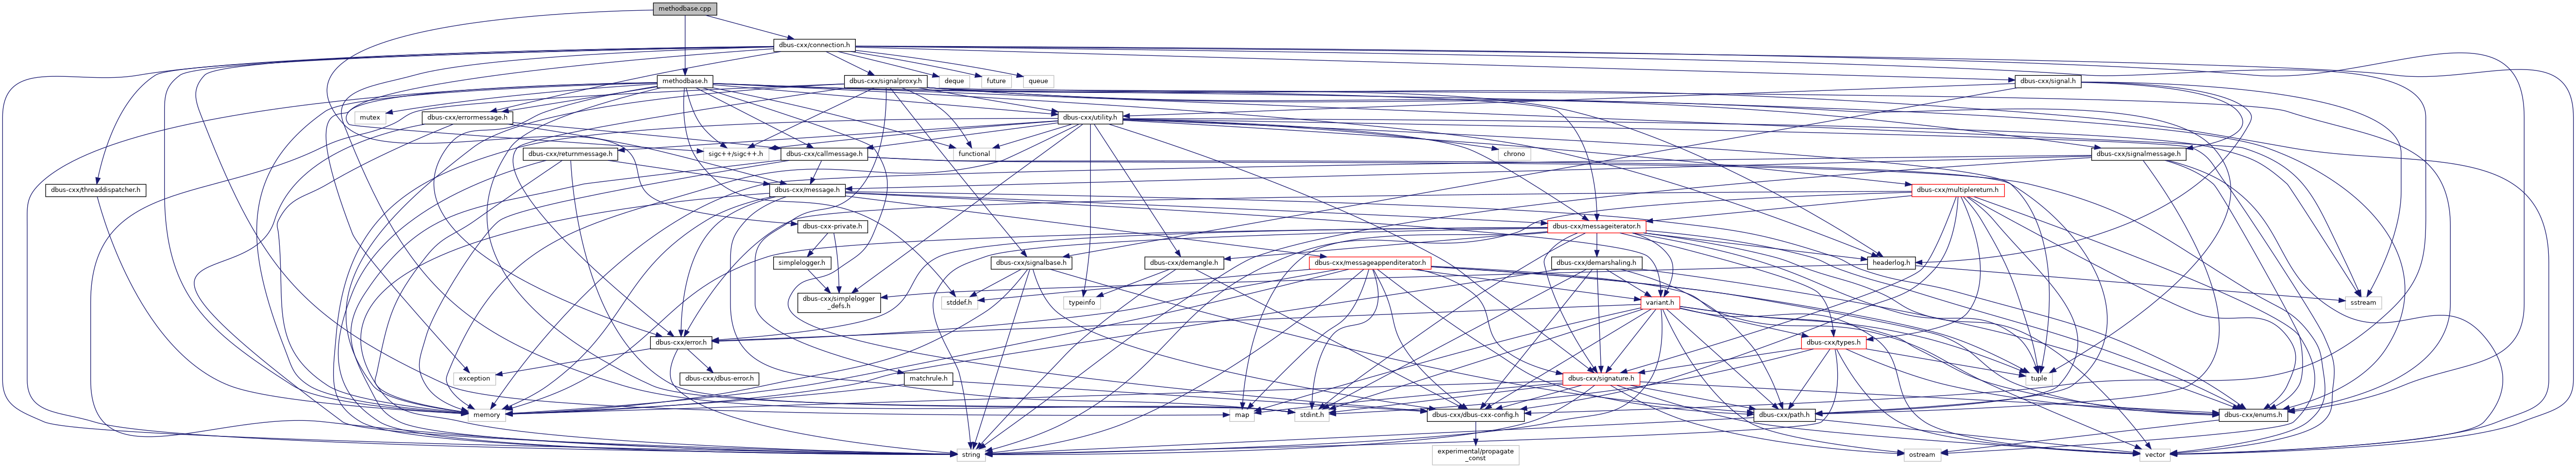 methodbase.cpp
dbus-cxx/connection.h
methodbase.h
dbus-cxx/signalproxy.h
deque
future
queue
dbus-cxx/signal.h
mutex
dbus-cxx/errormessage.h
dbus-cxx/utility.h
dbus-cxx/returnmessage.h
sigc++/sigc++.h
dbus-cxx/callmessage.h
functional
chrono
dbus-cxx/signalmessage.h
dbus-cxx/threaddispatcher.h
dbus-cxx/message.h
dbus-cxx/multiplereturn.h
dbus-cxx-private.h
dbus-cxx/messageiterator.h
simplelogger.h
dbus-cxx/signalbase.h
dbus-cxx/demangle.h
dbus-cxx/messageappenditerator.h
dbus-cxx/demarshaling.h
headerlog.h
dbus-cxx/simplelogger
_defs.h
stddef.h
typeinfo
variant.h
sstream
dbus-cxx/error.h
dbus-cxx/types.h
exception
dbus-cxx/dbus-error.h
matchrule.h
dbus-cxx/signature.h
tuple
memory
map
stdint.h
dbus-cxx/dbus-cxx-config.h
dbus-cxx/path.h
dbus-cxx/enums.h
string
experimental/propagate
_const
ostream
vector